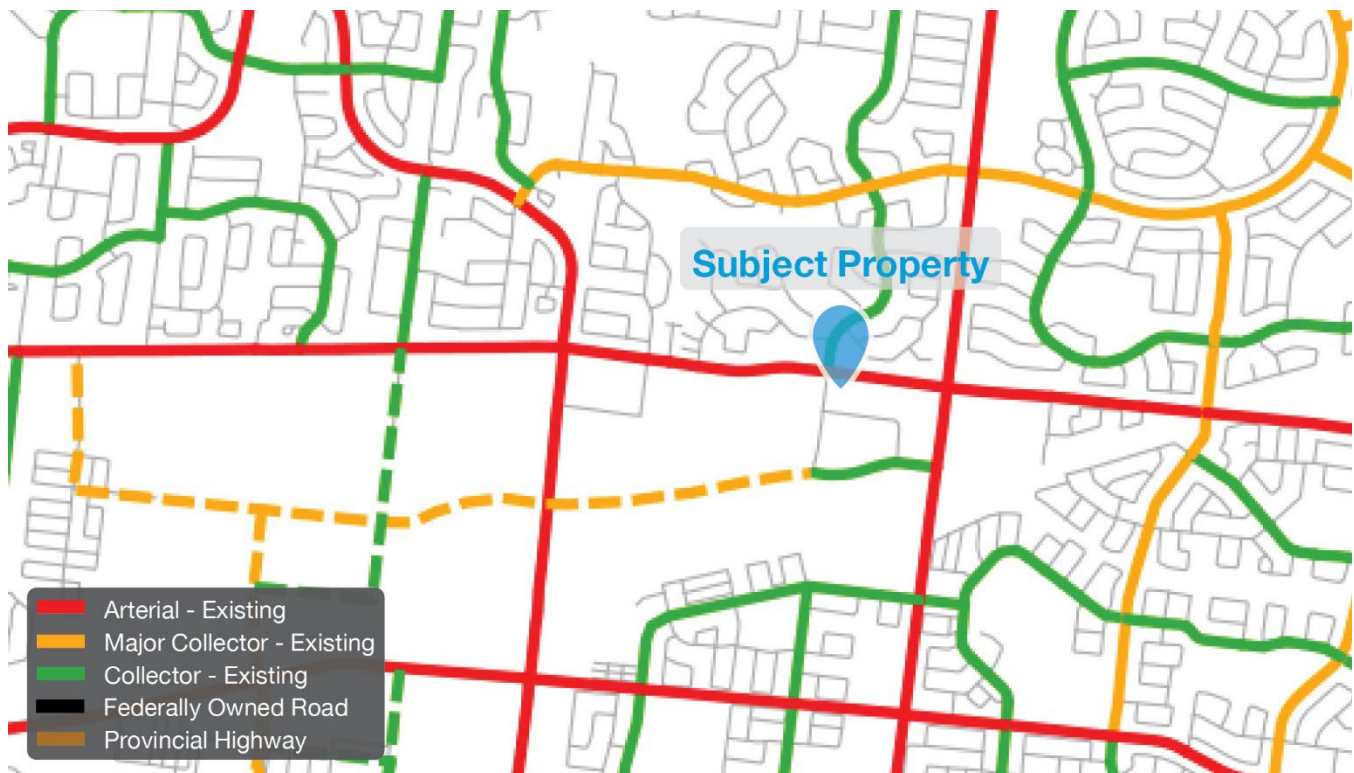 Subject Property
Arterial - Existing
Major Collector - Existing
Collector - Existing
Federally Owned Road
Provincial Highway